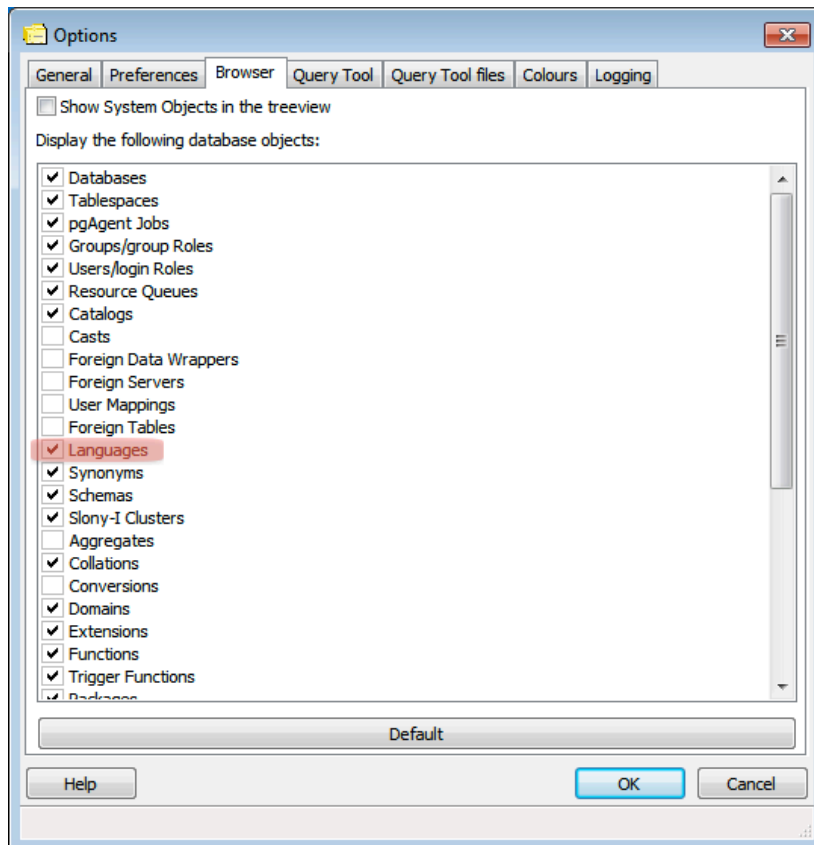 Options
General Preferences Browser Query Tool Query Tool files Colours Logging
Show System Objects in the treeview
Display the following database objects:
Databases
Tablespaces
pgAgent Jobs
Groups/group Roles
Users/login Roles
Resource Queues
Catalogs
Casts
Foreign Data Wrappers
Foreign Servers
User Mappings
Foreign Tables
Languages
Synonyms
Schemas
Slony-I Clusters
Aggregates
Collations
Conversions
Domains
Extensions
Functions
Trigger Functions
Packages
Default
Help OK Cancel